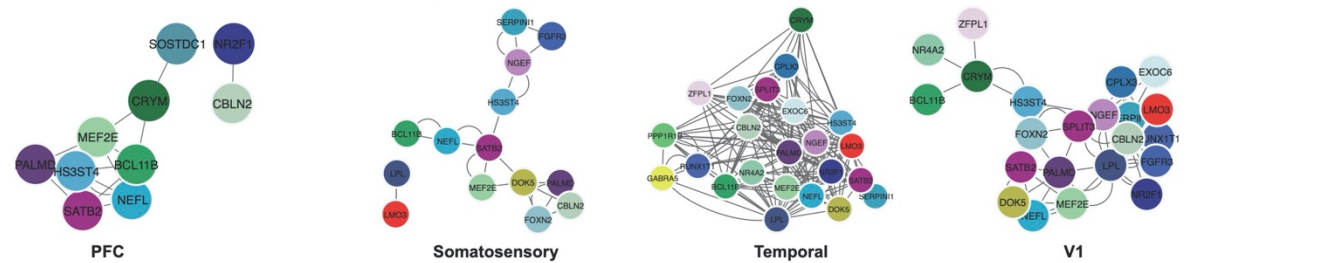 SOSTDC1
NR2F1
CRYM
CBLN2
MEF2E
PALMD
HS3ST4
BCL11B
NEFL
SATB2
PFC
SERPINI1
FGFR3
NGEF
HS3ST4
BCL11B
NEFL
SATB2
LPL
MEF2E
DOK5
PALMD
CBLN2
LMO3
FOXN2
Somatosensory
CRYM
CPLX3
ZFPL1
FOXN2
SPLIT3
EXOC6
HS3ST4
CBLN2
PPP1R1B
NGEF
LMO3
PALMD
RUNX1T1
GABRA5
NR4A2
NR2F1
SATB2
BCL11B
MEF2E
NEFL
SERPINI1
DOK5
LPL
Temporal
ZFPL1
NR4A2
CRYM
CPLX3
EXOC6
BCL11B
HS3ST4
NGEF
LMO3
FOXN2
SPLIT3
CBLN2
UNX1T1
SATB2
PALMD
LPL
FGFR3
NR2F1
DOK5
NEFL
MEF2E
V1